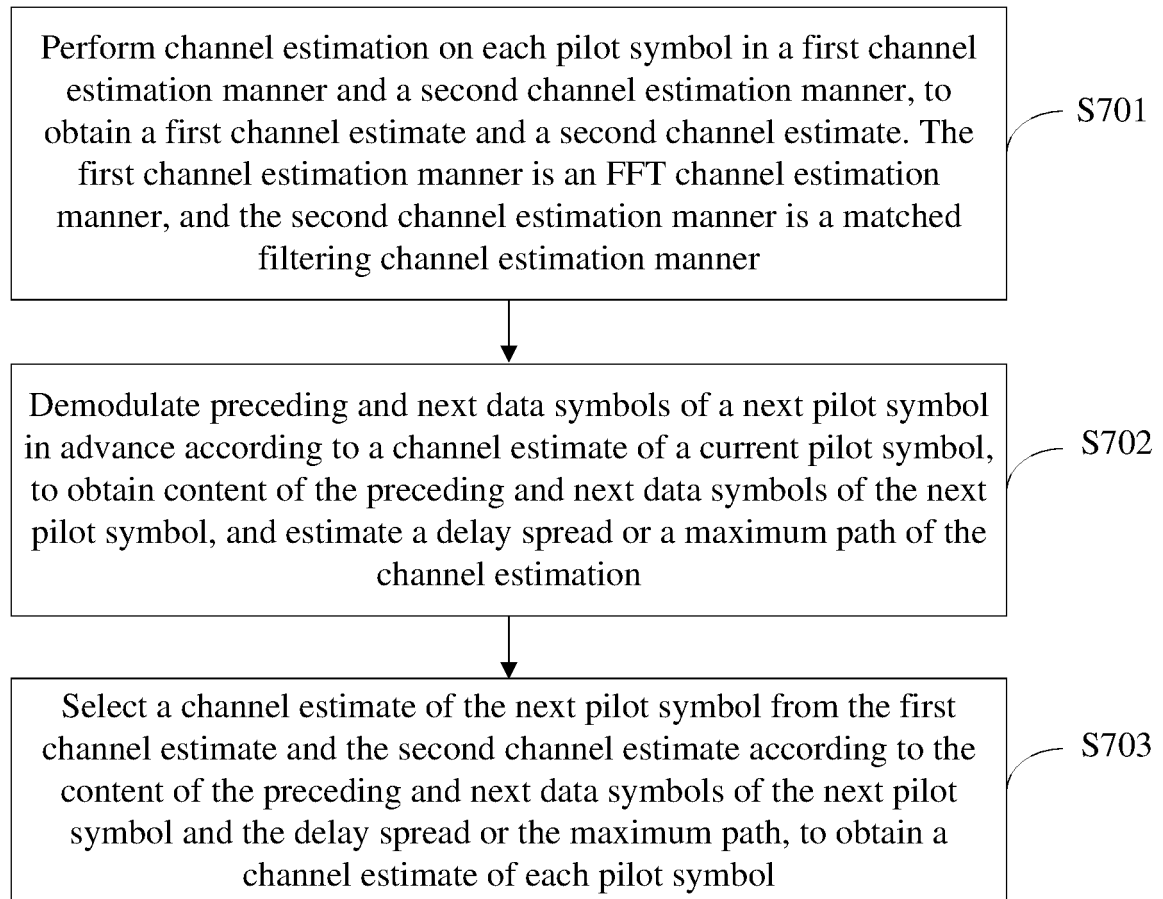 Perform channel estimation on each pilot symbol in a first channel
estimation manner and a second channel estimation manner, to
obtain a first channel estimate and a second channel estimate. The
first channel estimation manner is an FFT channel estimation
manner, and the second channel estimation manner is a matched
filtering channel estimation manner
S701
Demodulate preceding and next data symbols of a next pilot symbol
in advance according to a channel estimate of a current pilot symbol,
to obtain content of the preceding and next data symbols of the next
pilot symbol, and estimate a delay spread or a maximum path of the
channel estimation
S702
Select a channel estimate of the next pilot symbol from the first
channel estimate and the second channel estimate according to the
content of the preceding and next data symbols of the next pilot
symbol and the delay spread or the maximum path, to obtain a
channel estimate of each pilot symbol
S703